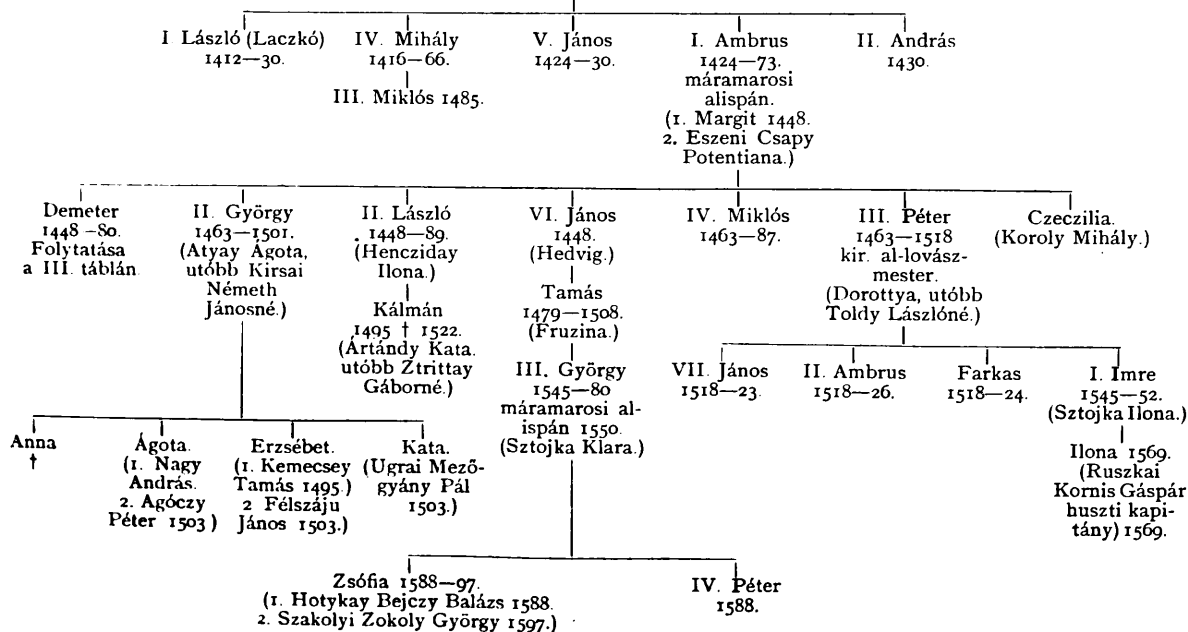 I. László (Laczkó)
1412—30.
IV. Mihály
1416—66.
III. Miklós 1485.
V. János
1424—30.
I. Ambrus
1424—73.
máramarosi
alispán.
(1. Margit 1448.
2. Eszeni Csapy
Potentiana.)
II. András
1430.
Demeter
1448—80.
Folytatása
a III. táblán.
II. György
1463—1501.
(Atyay Ágota,
utóbb Kirsai
Németh
Jánosné.)
II. László
1448—89.
(Hencziday
Ilona.)
Kálmán
1495 † 1522.
(Ártándy Kata.
utóbb Ztrittay
Gáborné.)
VI. János
1448.
(Hedvig.)
Tamás
1479—1508.
(Fruzina.)
III. György
1545—80
máramarosi al-
ispán 1550.
(Sztojka Klara.)
IV. Miklós
1463—87.
III. Péter
1463—1518
kir. al-lovász-
mester.
(Dorottya, utóbb
Toldy Lászlóné.)
Czeczilia.
(Koroly Mihály.)
VII. János
1518—23.
II. Ambrus
1518—26.
Farkas
1518—24.
I. Imre
1545—52.
(Sztojka Ilona.)
Ilona 1569.
(Ruszkai
Kornis Gáspár
huszti kapi-
tány) 1569.
Anna
†
Ágota.
(1. Nagy
András.
2. Agóczy
Péter 1503)
Erzsébet.
(1. Kemecsey
Tamás 1495.)
2 Félszáju
János 1503.)
Kata.
(Ugrai Mező-
gyány Pál
1503.)
Zsófia 1588—97.
(1. Hotykay Bejczy Balázs 1588.
2. Szakolyi Zokoly György 1597.)
IV. Péter
1588.